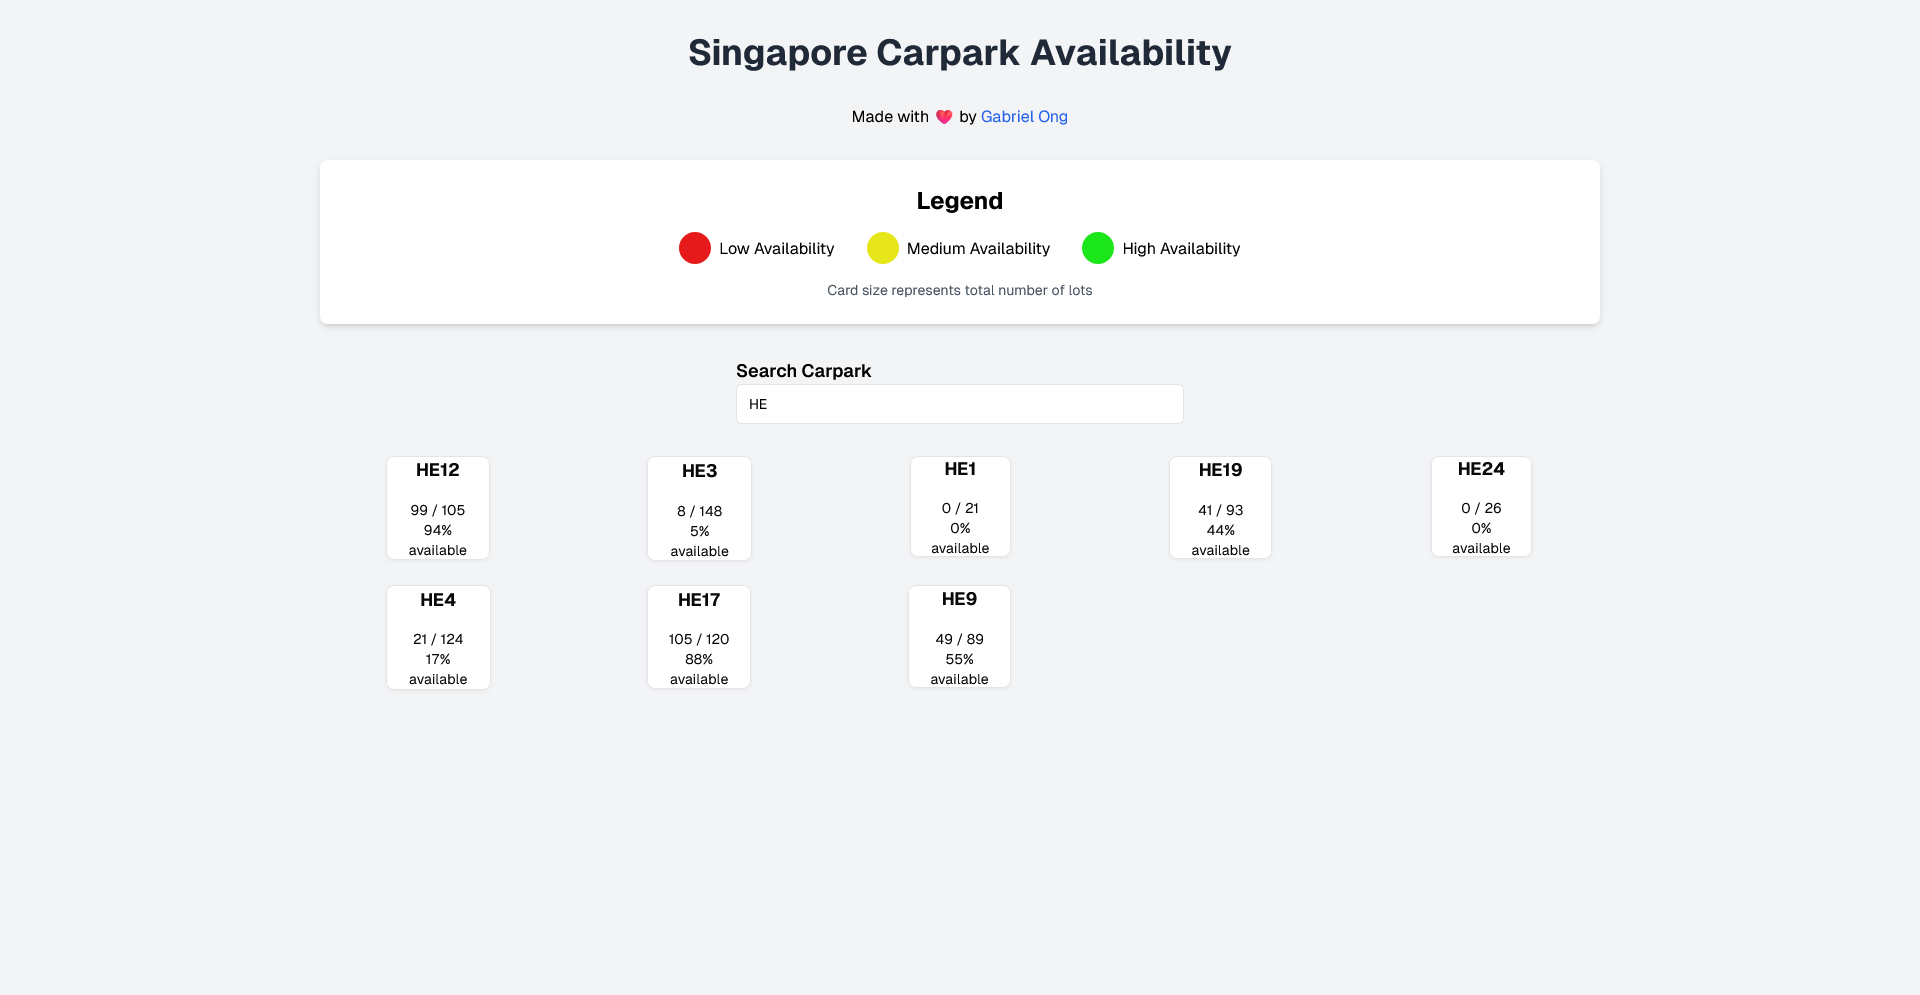 Singapore Carpark Availability
Made with ❤️ by Gabriel Ong
Legend
Low Availability
Medium Availability
High Availability
Card size represents total number of lots
Search Carpark
HE
HE12
99 / 105
94%
available
HE3
8 / 148
5%
available
HE1
0 / 21
0%
available
HE19
41 / 93
44%
available
HE24
0 / 26
0%
available
HE4
21 / 124
17%
available
HE17
105 / 120
88%
available
HE9
49 / 89
55%
available